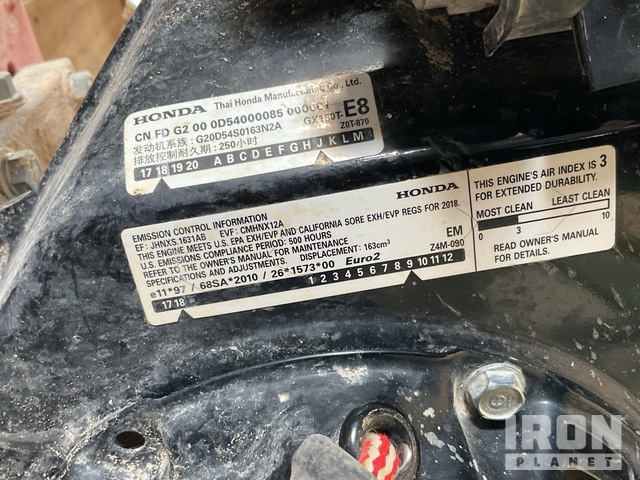 HONDA Thai Honda Manufacturing Co., Ltd.
CN FD G2 00 0D54000085 000001
发动机系族: G20D54S0163N2A GX160T-E8
排放控制耐久期: 250小时 Z0T-870
17 18 19 20 A B C D E F G H J K L M
HONDA
EMISSION CONTROL INFORMATION
EF: JHNXS.1631AB EVF: CMHNX12A
THIS ENGINE MEETS U.S. EPA EXH/EVP AND CALIFORNIA SORE EXH/EVP REGS FOR 2018.
U.S. EMISSIONS COMPLIANCE PERIOD: 500 HOURS
REFER TO THE OWNER'S MANUAL FOR MAINTENANCE EM
SPECIFICATIONS AND ADJUSTMENTS. DISPLACEMENT: 163cm³ Z4M-090
e11*97 / 68SA*2010 / 26*1573*00 Euro2
17 18 1 2 3 4 5 6 7 8 9 10 11 12
THIS ENGINE'S AIR INDEX IS 3
FOR EXTENDED DURABILITY.
MOST CLEAN LEAST CLEAN
0 3 10
READ OWNER'S MANUAL
FOR DETAILS.
IRON
PLANET